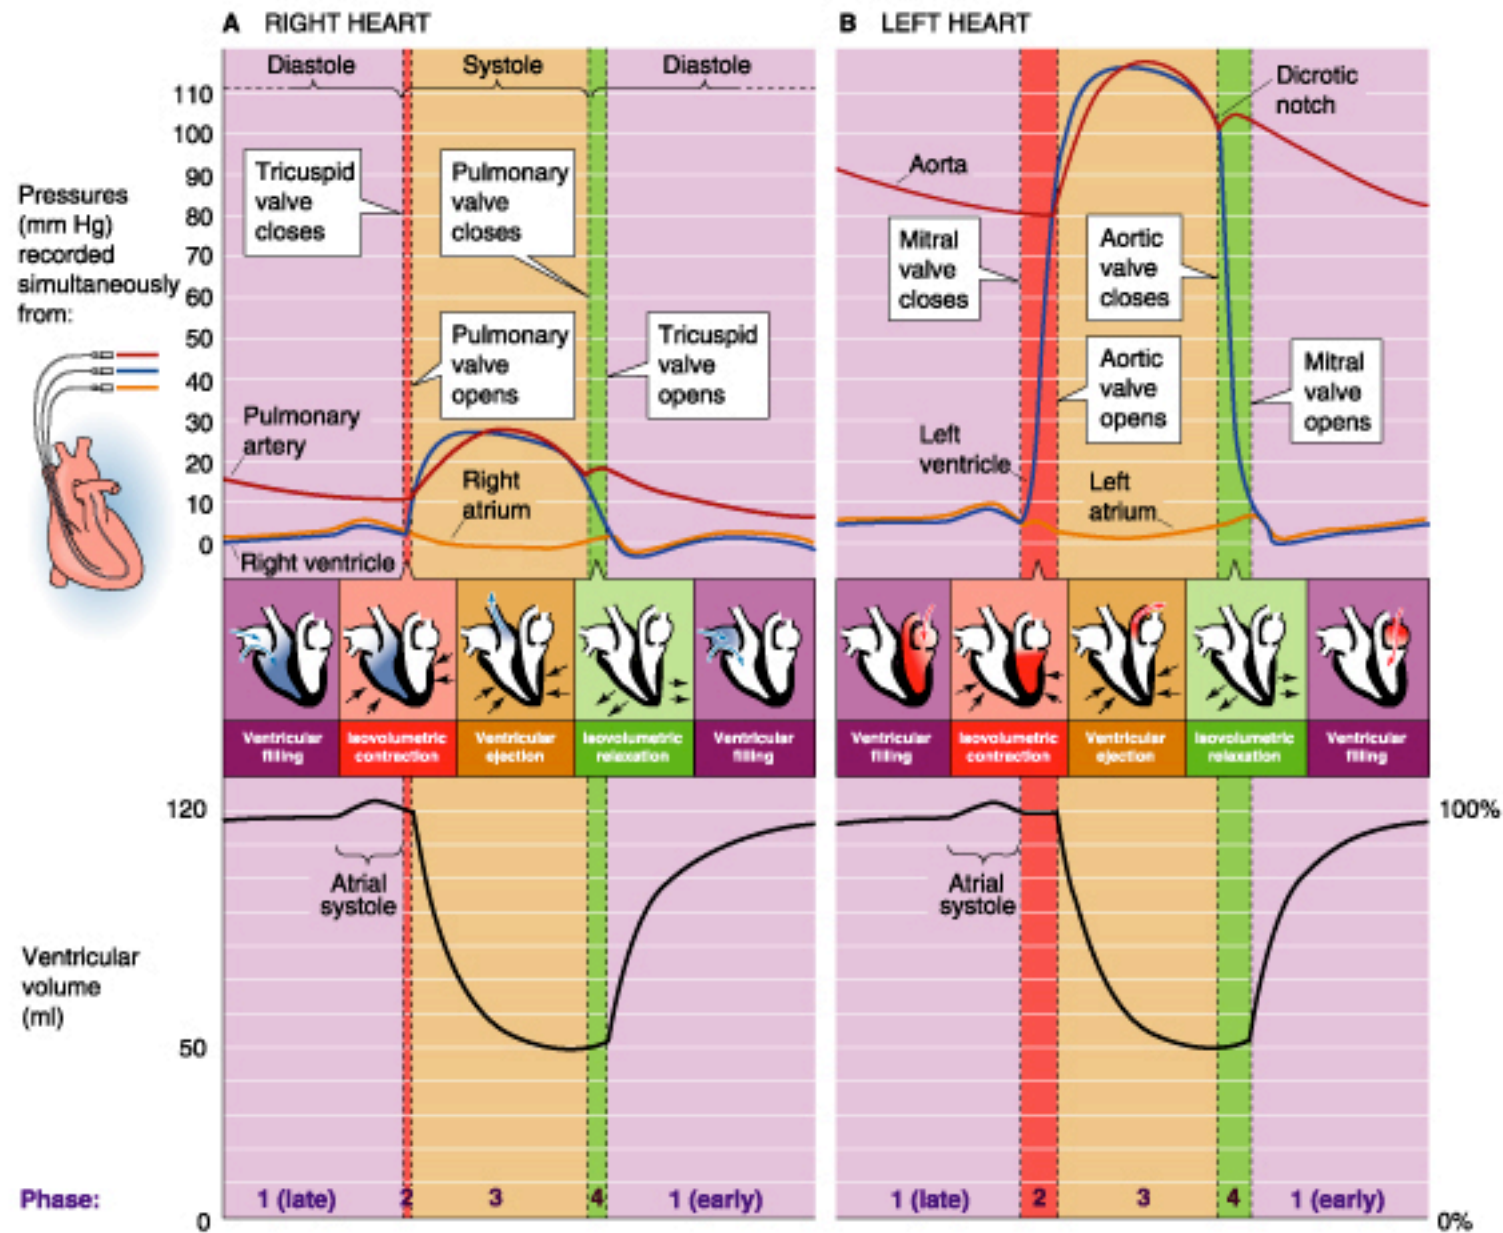 A RIGHT HEART
B LEFT HEART
Diastole
Systole
Diastole
110
100
90
80
70
60
50
40
30
20
10
0
Pressures
(mm Hg)
recorded
simultaneously
from:
Tricuspid
valve
closes
Pulmonary
valve
closes
Pulmonary
valve
opens
Tricuspid
valve
opens
Pulmonary
artery
Right
atrium
Right ventricle
Dicrotic
notch
Aorta
Mitral
valve
closes
Aortic
valve
closes
Aortic
valve
opens
Mitral
valve
opens
Left
ventricle
Left
atrium
Ventricular
filling
Isovolumetric
contraction
Ventricular
ejection
Isovolumetric
relaxation
Ventricular
filling
Ventricular
filling
Isovolumetric
contraction
Ventricular
ejection
Isovolumetric
relaxation
Ventricular
filling
120
100%
Atrial
systole
Atrial
systole
Ventricular
volume
(ml)
50
Phase:
1 (late)
2
3
4
1 (early)
1 (late)
2
3
4
1 (early)
0
0%